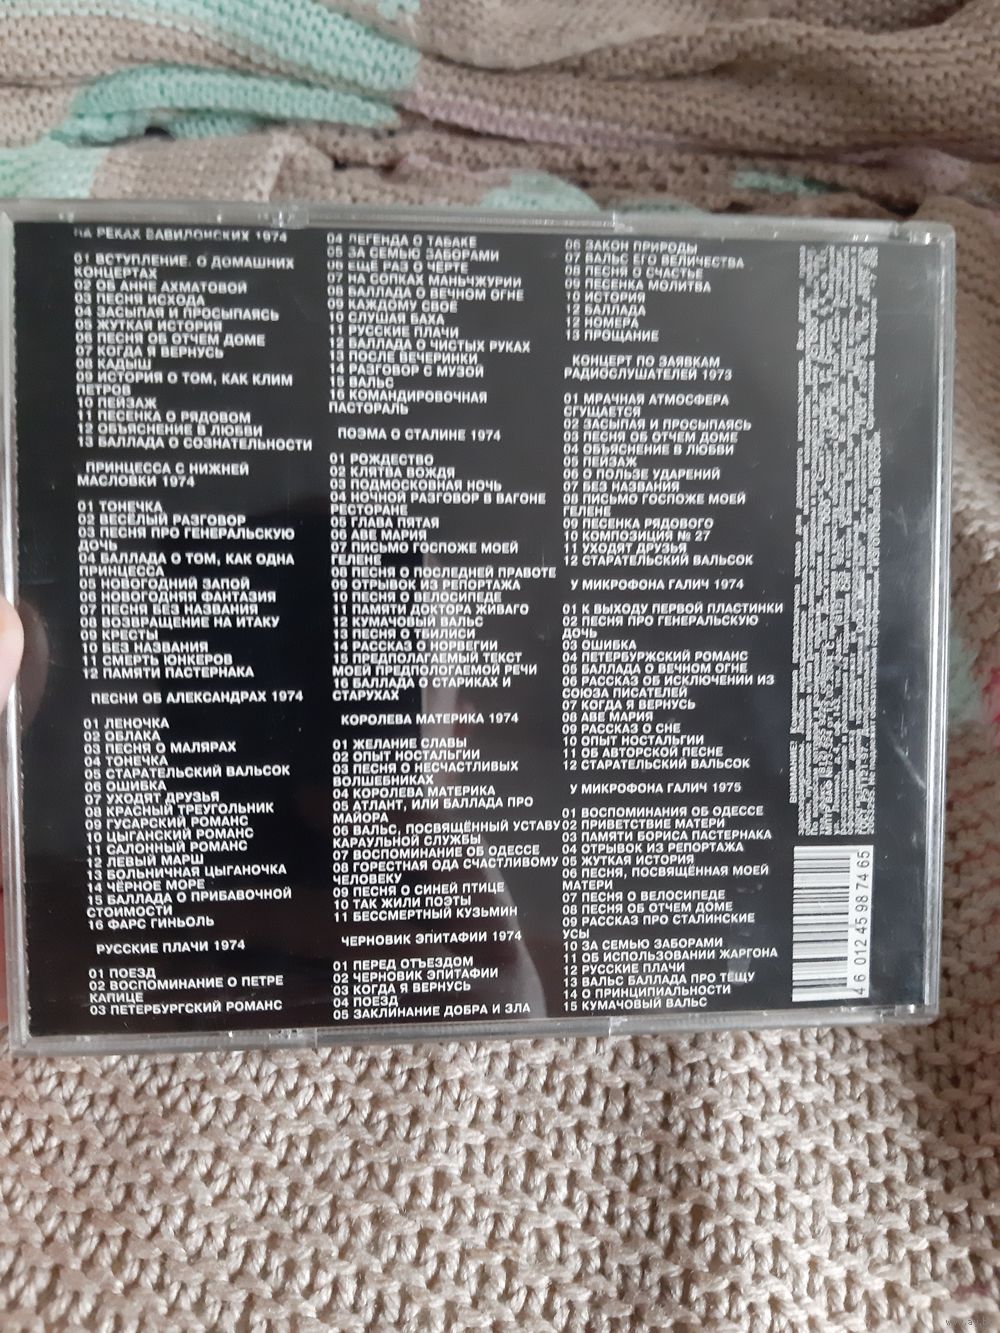 НА РЕКАХ ВАВИЛОНСКИХ 1974
01 ВСТУПЛЕНИЕ. О ДОМАШНИХ
КОНЦЕРТАХ
02 ОБ АННЕ АХМАТОВОЙ
03 ПЕСНЯ ИСХОДА
04 ЗАСЫПАЯ И ПРОСЫПАЯСЬ
05 ЖУТКАЯ ИСТОРИЯ
06 ПЕСНЯ ОБ ОТЧЕМ ДОМЕ
07 КОГДА Я ВЕРНУСЬ
08 КАДЫШ
09 ИСТОРИЯ О ТОМ, КАК КЛИМ
ПЕТРОВ
10 ПЕЙЗАЖ
11 ПЕСЕНКА О РЯДОВОМ
12 ОБЪЯСНЕНИЕ В ЛЮБВИ
13 БАЛЛАДА О СОЗНАТЕЛЬНОСТИ
ПРИНЦЕССА С НИЖНЕЙ
МАСЛОВКИ 1974
01 ТОНЕЧКА
02 ВЕСЁЛЫЙ РАЗГОВОР
03 ПЕСНЯ ПРО ГЕНЕРАЛЬСКУЮ
ДОЧЬ
04 БАЛЛАДА О ТОМ, КАК ОДНА
ПРИНЦЕССА
05 НОВОГОДНИЙ ЗАПОЙ
06 НОВОГОДНЯЯ ФАНТАЗИЯ
07 ПЕСНЯ БЕЗ НАЗВАНИЯ
08 ВОЗВРАЩЕНИЕ НА ИТАКУ
09 КРЕСТЫ
10 БЕЗ НАЗВАНИЯ
11 СМЕРТЬ ЮНКЕРОВ
12 ПАМЯТИ ПАСТЕРНАКА
ПЕСНИ ОБ АЛЕКСАНДРАХ 1974
01 ЛЕНОЧКА
02 ОБЛАКА
03 ПЕСНЯ О МАЛЯРАХ
04 ТОНЕЧКА
05 СТАРАТЕЛЬСКИЙ ВАЛЬСОК
06 ОШИБКА
07 УХОДЯТ ДРУЗЬЯ
08 КРАСНЫЙ ТРЕУГОЛЬНИК
09 ГУСАРСКИЙ РОМАНС
10 ЦЫГАНСКИЙ РОМАНС
11 САЛОННЫЙ РОМАНС
12 ЛЕВЫЙ МАРШ
13 БОЛЬНИЧНАЯ ЦЫГАНОЧКА
14 ЧЁРНОЕ МОРЕ
15 БАЛЛАДА О ПРИБАВОЧНОЙ
СТОИМОСТИ
16 ФАРС ГИНЬОЛЬ
РУССКИЕ ПЛАЧИ 1974
01 ПОЕЗД
02 ВОСПОМИНАНИЕ О ПЕТРЕ
КАПИЦЕ
03 ПЕТЕРБУРГСКИЙ РОМАНС
04 ЛЕГЕНДА О ТАБАКЕ
05 ЗА СЕМЬЮ ЗАБОРАМИ
06 ЕЩЁ РАЗ О ЧЕРТЕ
07 НА СОПКАХ МАНЬЧЖУРИИ
08 БАЛЛАДА О ВЕЧНОМ ОГНЕ
09 КАЖДОМУ СВОЕ
10 СЛУШАЯ БАХА
11 РУССКИЕ ПЛАЧИ
12 БАЛЛАДА О ЧИСТЫХ РУКАХ
13 ПОСЛЕ ВЕЧЕРИНКИ
14 РАЗГОВОР С МУЗОЙ
15 ВАЛЬС
16 КОМАНДИРОВОЧНАЯ
ПАСТОРАЛЬ
ПОЭМА О СТАЛИНЕ 1974
01 РОЖДЕСТВО
02 КЛЯТВА ВОЖДЯ
03 ПОДМОСКОВНАЯ НОЧЬ
04 НОЧНОЙ РАЗГОВОР В ВАГОНЕ
РЕСТОРАНЕ
05 ГЛАВА ПЯТАЯ
06 АВЕ МАРИЯ
07 ПИСЬМО ГОСПОЖЕ МОЕЙ
ГЕЛЕНЕ
08 ПЕСНЯ О ПОСЛЕДНЕЙ ПРАВОТЕ
09 ОТРЫВОК ИЗ РЕПОРТАЖА
10 ПЕСНЯ О ВЕЛОСИПЕДЕ
11 ПАМЯТИ ДОКТОРА ЖИВАГО
12 КУМАЧОВЫЙ ВАЛЬС
13 ПЕСНЯ О ТБИЛИСИ
14 РАССКАЗ О НОРВЕГИИ
15 ПРЕДПОЛАГАЕМЫЙ ТЕКСТ
МОЕЙ ПРЕДПОЛАГАЕМОЙ РЕЧИ
16 БАЛЛАДА О СТАРИКАХ И
СТАРУХАХ
КОРОЛЕВА МАТЕРИКА 1974
01 ЖЕЛАНИЕ СЛАВЫ
02 ОПЫТ НОСТАЛЬГИИ
03 ПЕСНЯ О НЕСЧАСТЛИВЫХ
ВОЛШЕБНИКАХ
04 КОРОЛЕВА МАТЕРИКА
05 АТЛАНТ, ИЛИ БАЛЛАДА ПРО
МАЙОРА
06 ВАЛЬС, ПОСВЯЩЁННЫЙ УСТАВУ
КАРАУЛЬНОЙ СЛУЖБЫ
07 ВОСПОМИНАНИЕ ОБ ОДЕССЕ
08 ГОРЕСТНАЯ ОДА СЧАСТЛИВОМУ
ЧЕЛОВЕКУ
09 ПЕСНЯ О СИНЕЙ ПТИЦЕ
10 ТАК ЖИЛИ ПОЭТЫ
11 БЕССМЕРТНЫЙ КУЗЬМИН
ЧЕРНОВИК ЭПИТАФИИ 1974
01 ПЕРЕД ОТЪЕЗДОМ
02 ЧЕРНОВИК ЭПИТАФИИ
03 КОГДА Я ВЕРНУСЬ
04 ПОЕЗД
05 ЗАКЛИНАНИЕ ДОБРА И ЗЛА
06 ЗАКОН ПРИРОДЫ
07 ВАЛЬС ЕГО ВЕЛИЧЕСТВА
08 ПЕСНЯ О СЧАСТЬЕ
09 ПЕСЕНКА МОЛИТВА
10 ИСТОРИЯ
12 БАЛЛАДА
12 НОМЕРА
13 ПРОЩАНИЕ
КОНЦЕРТ ПО ЗАЯВКАМ
РАДИОСЛУШАТЕЛЕЙ 1973
01 МРАЧНАЯ АТМОСФЕРА
СГУЩАЕТСЯ
02 ЗАСЫПАЯ И ПРОСЫПАЯСЬ
03 ПЕСНЯ ОБ ОТЧЕМ ДОМЕ
04 ОБЪЯСНЕНИЕ В ЛЮБВИ
05 ПЕЙЗАЖ
06 О ПОЛЬЗЕ УДАРЕНИЙ
07 БЕЗ НАЗВАНИЯ
08 ПИСЬМО ГОСПОЖЕ МОЕЙ
ГЕЛЕНЕ
09 ПЕСЕНКА РЯДОВОГО
10 КОМПОЗИЦИЯ № 27
11 УХОДЯТ ДРУЗЬЯ
12 СТАРАТЕЛЬСКИЙ ВАЛЬСОК
У МИКРОФОНА ГАЛИЧ 1974
01 К ВЫХОДУ ПЕРВОЙ ПЛАСТИНКИ
02 ПЕСНЯ ПРО ГЕНЕРАЛЬСКУЮ
ДОЧЬ
03 ОШИБКА
04 ПЕТЕРБУРЖСКИЙ РОМАНС
05 БАЛЛАДА О ВЕЧНОМ ОГНЕ
06 РАССКАЗ ОБ ИСКЛЮЧЕНИИ ИЗ
СОЮЗА ПИСАТЕЛЕЙ
07 КОГДА Я ВЕРНУСЬ
08 АВЕ МАРИЯ
09 РАССКАЗ О СНЕ
10 ОПЫТ НОСТАЛЬГИИ
11 ОБ АВТОРСКОЙ ПЕСНЕ
12 СТАРАТЕЛЬСКИЙ ВАЛЬСОК
У МИКРОФОНА ГАЛИЧ 1975
01 ВОСПОМИНАНИЯ ОБ ОДЕССЕ
02 ПРИВЕТСТВИЕ МАТЕРИ
03 ПАМЯТИ БОРИСА ПАСТЕРНАКА
04 ОТРЫВОК ИЗ РЕПОРТАЖА
05 ЖУТКАЯ ИСТОРИЯ
06 ПЕСНЯ, ПОСВЯЩЁННАЯ МОЕЙ
МАТЕРИ
07 ПЕСНЯ О ВЕЛОСИПЕДЕ
08 ПЕСНЯ ОБ ОТЧЕМ ДОМЕ
09 РАССКАЗ ПРО СТАЛИНСКИЕ
УСЫ
10 ЗА СЕМЬЮ ЗАБОРАМИ
11 ОБ ИСПОЛЬЗОВАНИИ ЖАРГОНА
12 РУССКИЕ ПЛАЧИ
13 ВАЛЬС БАЛЛАДА ПРО ТЁЩУ
14 О ПРИНЦИПИАЛЬНОСТИ
15 КУМАЧОВЫЙ ВАЛЬС
ВНИМАНИЕ!
4 601245 987465